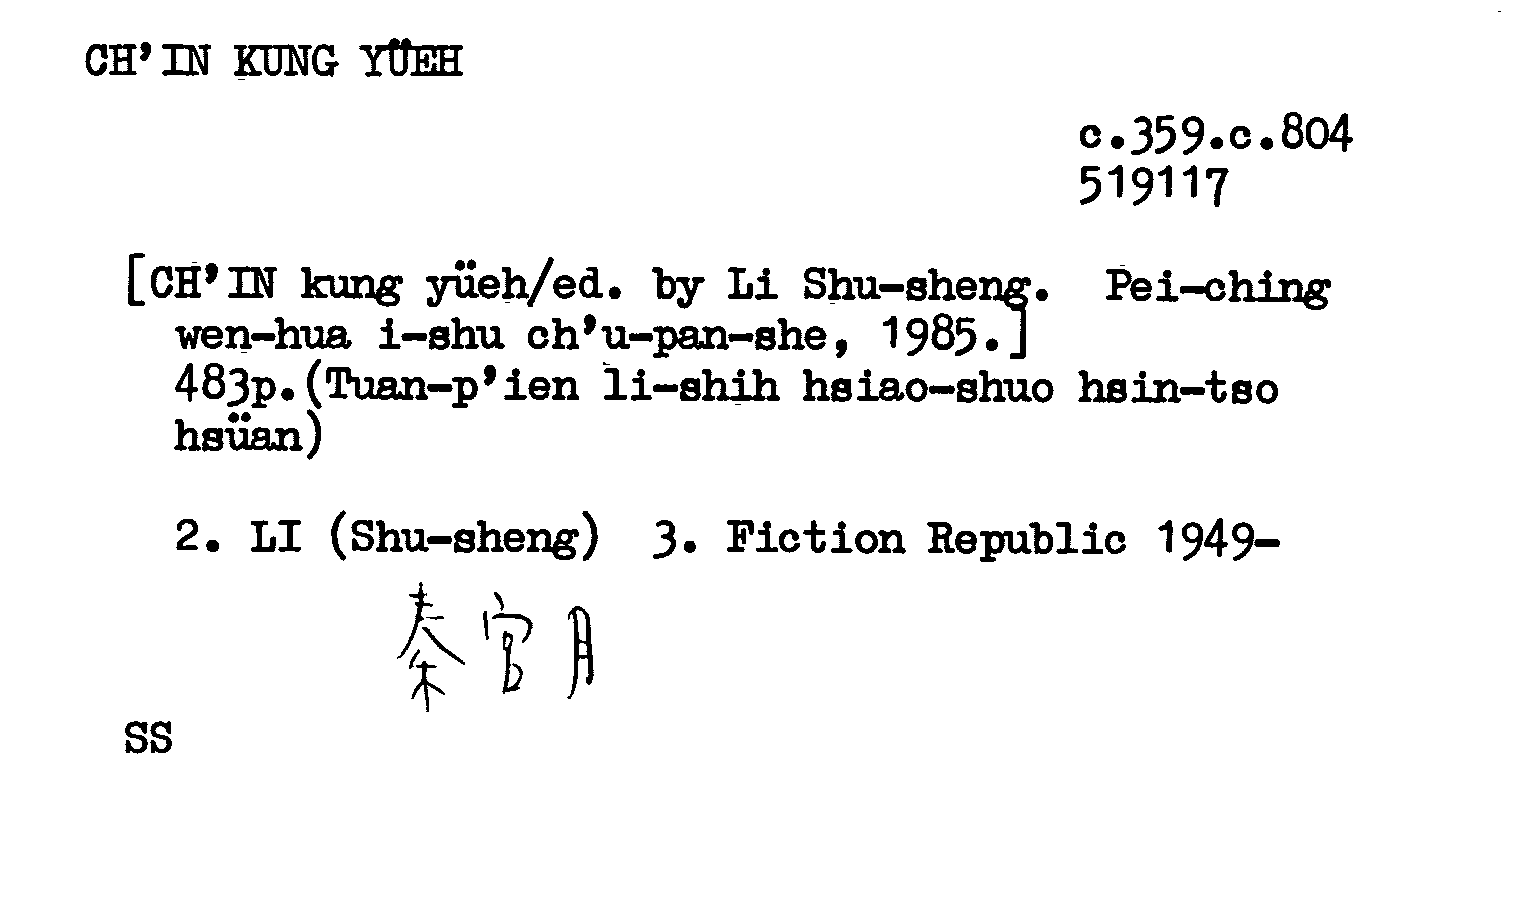 CH'IN KUNG YÜEH
c.359.c.804
519117
[CH'IN kung yüeh/ed. by Li Shu-sheng. Pei-ching
wen-hua i-shu ch'u-pan-she, 1985.]
483p.(Tuan-p'ien li-shih hsiao-shuo hsin-tso
hsüan)
2. LI (Shu-sheng) 3. Fiction Republic 1949-
秦宫月
SS